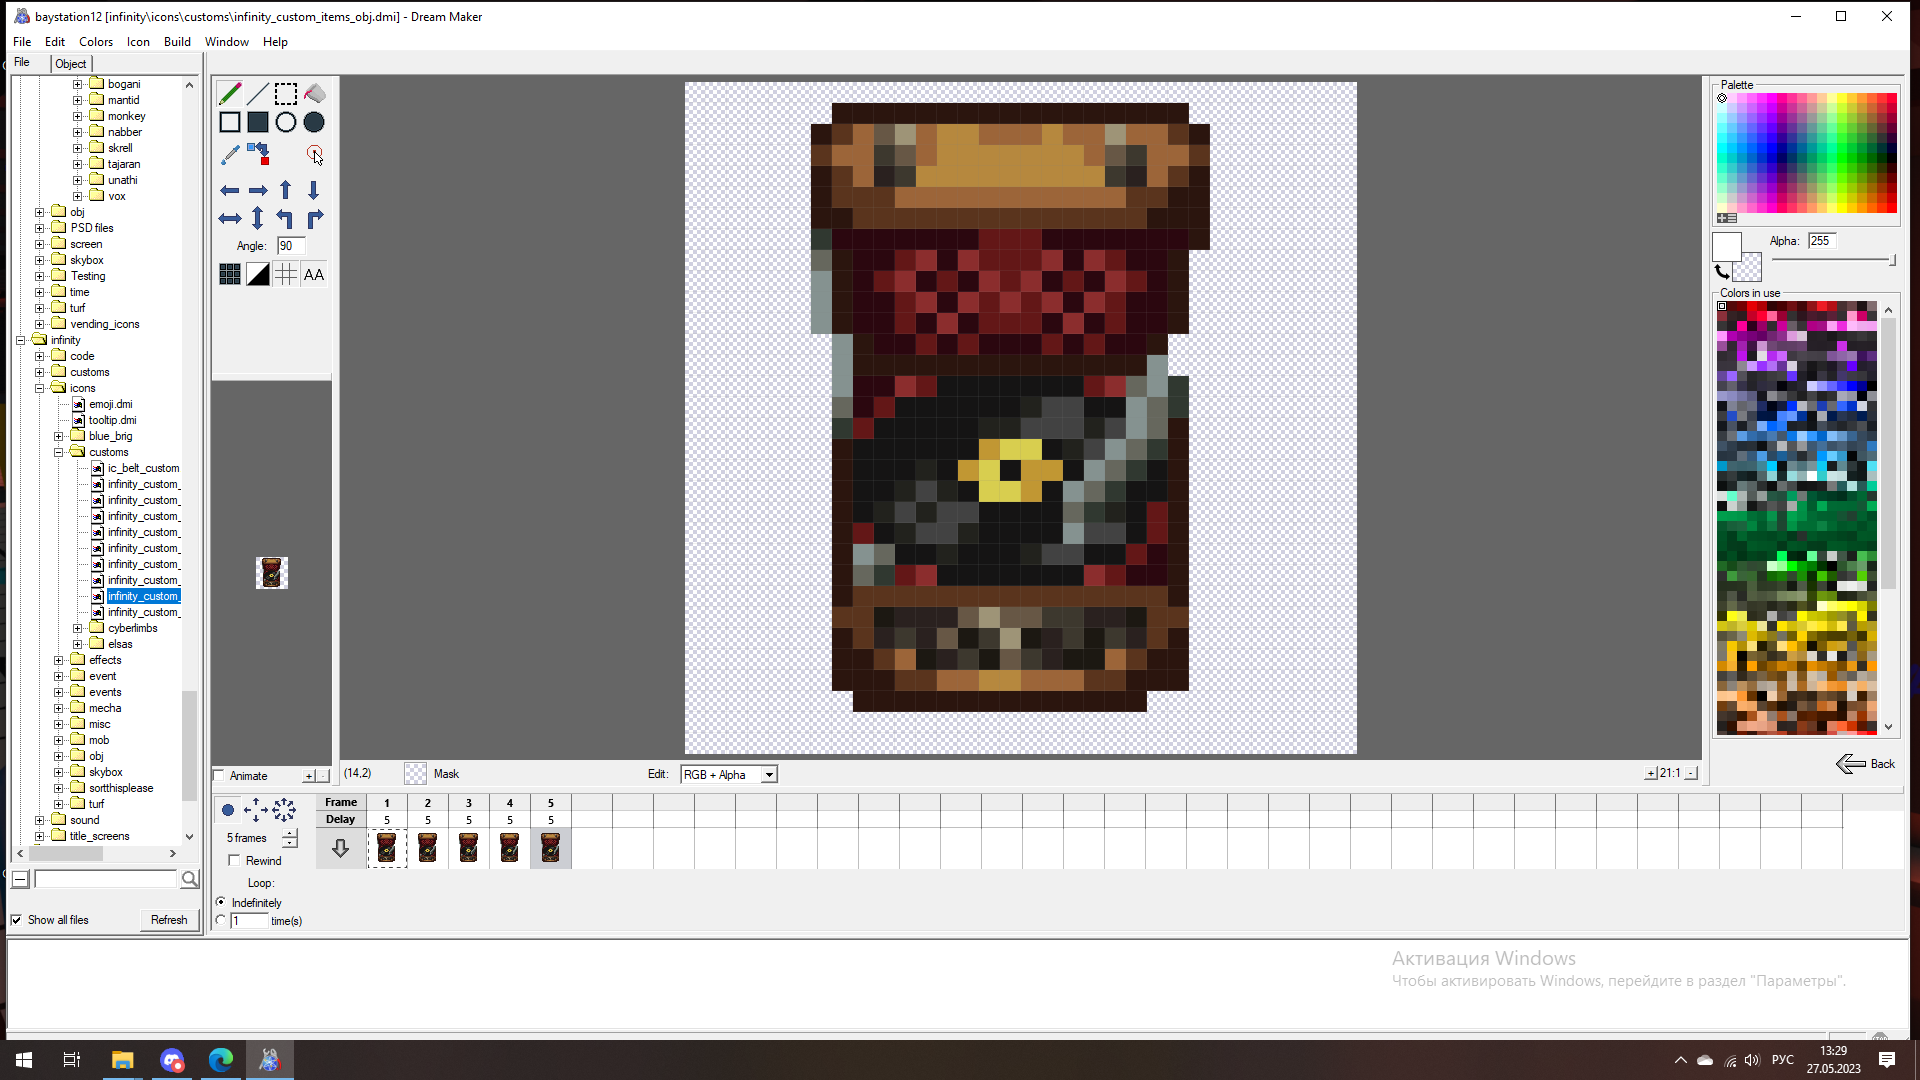 baystation12 [infinity\icons\customs\infinity_custom_items_obj.dmi] - Dream Maker
File Edit Colors Icon Build Window Help
File Object
bogani
mantid
monkey
nabber
skrell
tajaran
unathi
vox
obj
PSD files
screen
skybox
Testing
time
turf
vending_icons
infinity
code
customs
icons
emoji.dmi
tooltip.dmi
blue_brig
customs
ic_belt_custom
infinity_custom_
infinity_custom_
infinity_custom_
infinity_custom_
infinity_custom_
infinity_custom_
infinity_custom_
infinity_custom_
infinity_custom_
cyberlimbs
elsas
effects
event
events
mecha
misc
mob
obj
skybox
sortthisplease
turf
sound
title_screens
Show all files Refresh
Angle: 90
AA
Animate + -
(14,2) Mask Edit: RGB + Alpha + 21:1 -
Palette
Alpha: 255
Colors in use
Back
Frame 1 2 3 4 5
Delay 5 5 5 5 5
5 frames
Rewind
Loop:
Indefinitely
1 time(s)
Активация Windows
Чтобы активировать Windows, перейдите в раздел "Параметры".
РУС
13:29
27.05.2023